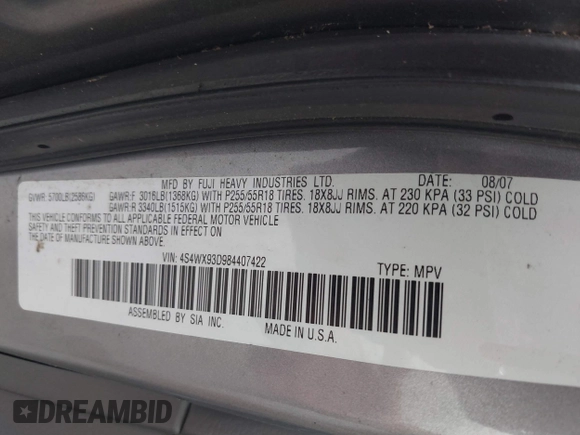 MFD BY FUJI HEAVY INDUSTRIES LTD. DATE: 08/07
GVWR: 5700LB(2585KG) GAWR:F 3016LB(1368KG) WITH P255/55R18 TIRES. 18X8JJ RIMS. AT 230 KPA (33 PSI) COLD
GAWR:R 3340LB(1515KG) WITH P255/55R18 TIRES. 18X8JJ RIMS. AT 220 KPA (32 PSI) COLD
THIS VEHICLE CONFORMS TO ALL APPLICABLE FEDERAL MOTOR VEHICLE
SAFETY AND THEFT PREVENTION STANDARDS IN EFFECT ON THE DATE OF
MANUFACTURE SHOWN ABOVE.
VIN: 4S4WX93D984407422 TYPE: MPV
ASSEMBLED BY SIA INC. MADE IN U.S.A.
DREAMBID